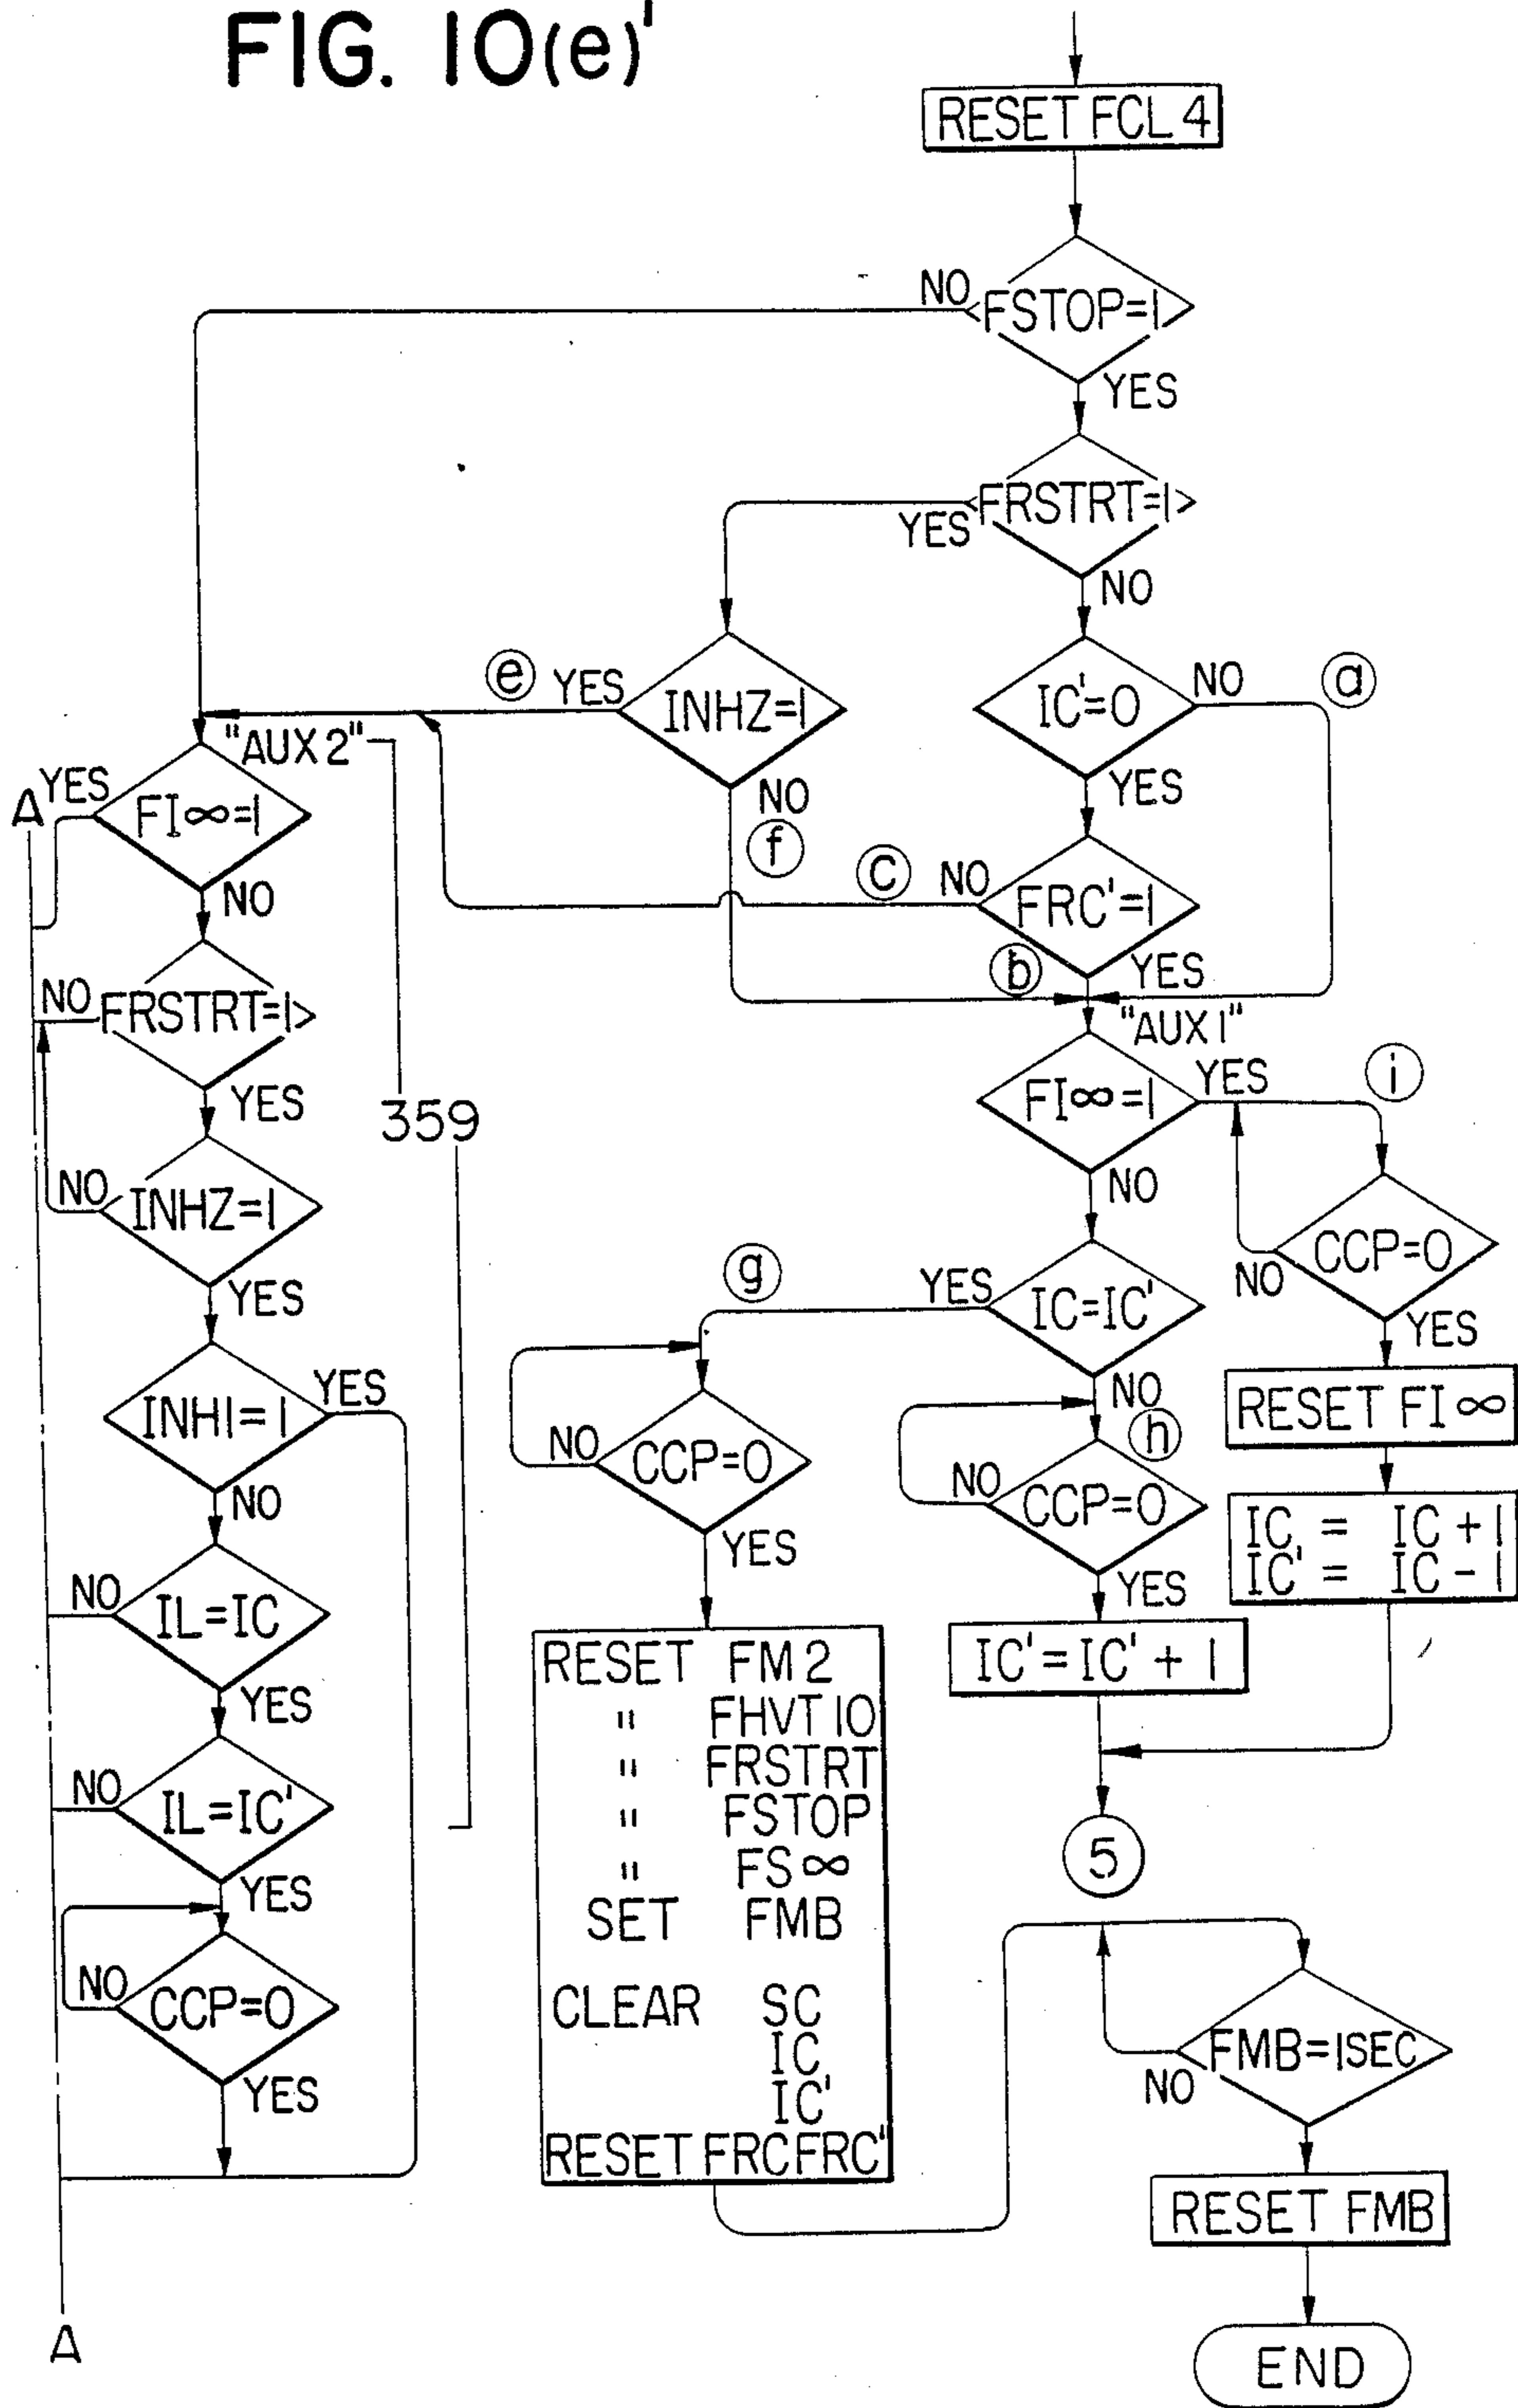 FIG. 10(e)'
RESET FCL 4
NO
FSTOP=1
YES
FRSTRT=1
YES
NO
ⓔ YES
INHZ=1
NO
ⓕ
IC'=0
NO
ⓐ
YES
ⓒ NO
FRC'=1
ⓑ
YES
"AUX 2"
359
A
YES
FI∞=1
NO
NO
FRSTRT=1
YES
NO
INHZ=1
YES
INH1=1
YES
NO
NO
IL=IC
YES
NO
IL=IC'
YES
NO
CCP=0
YES
A
"AUX 1"
FI∞=1
YES
ⓘ
NO
CCP=0
NO
YES
RESET FI∞
IC = IC + 1
IC' = IC - 1
ⓖ
YES
IC=IC'
NO
ⓗ
NO
CCP=0
YES
IC'=IC' + 1
5
NO
CCP=0
YES
RESET FM 2
" FHVT 10
" FRSTRT
" FSTOP
" FS∞
SET FMB
CLEAR SC
IC
IC'
RESET FRC FRC'
FMB=1SEC
NO
RESET FMB
END